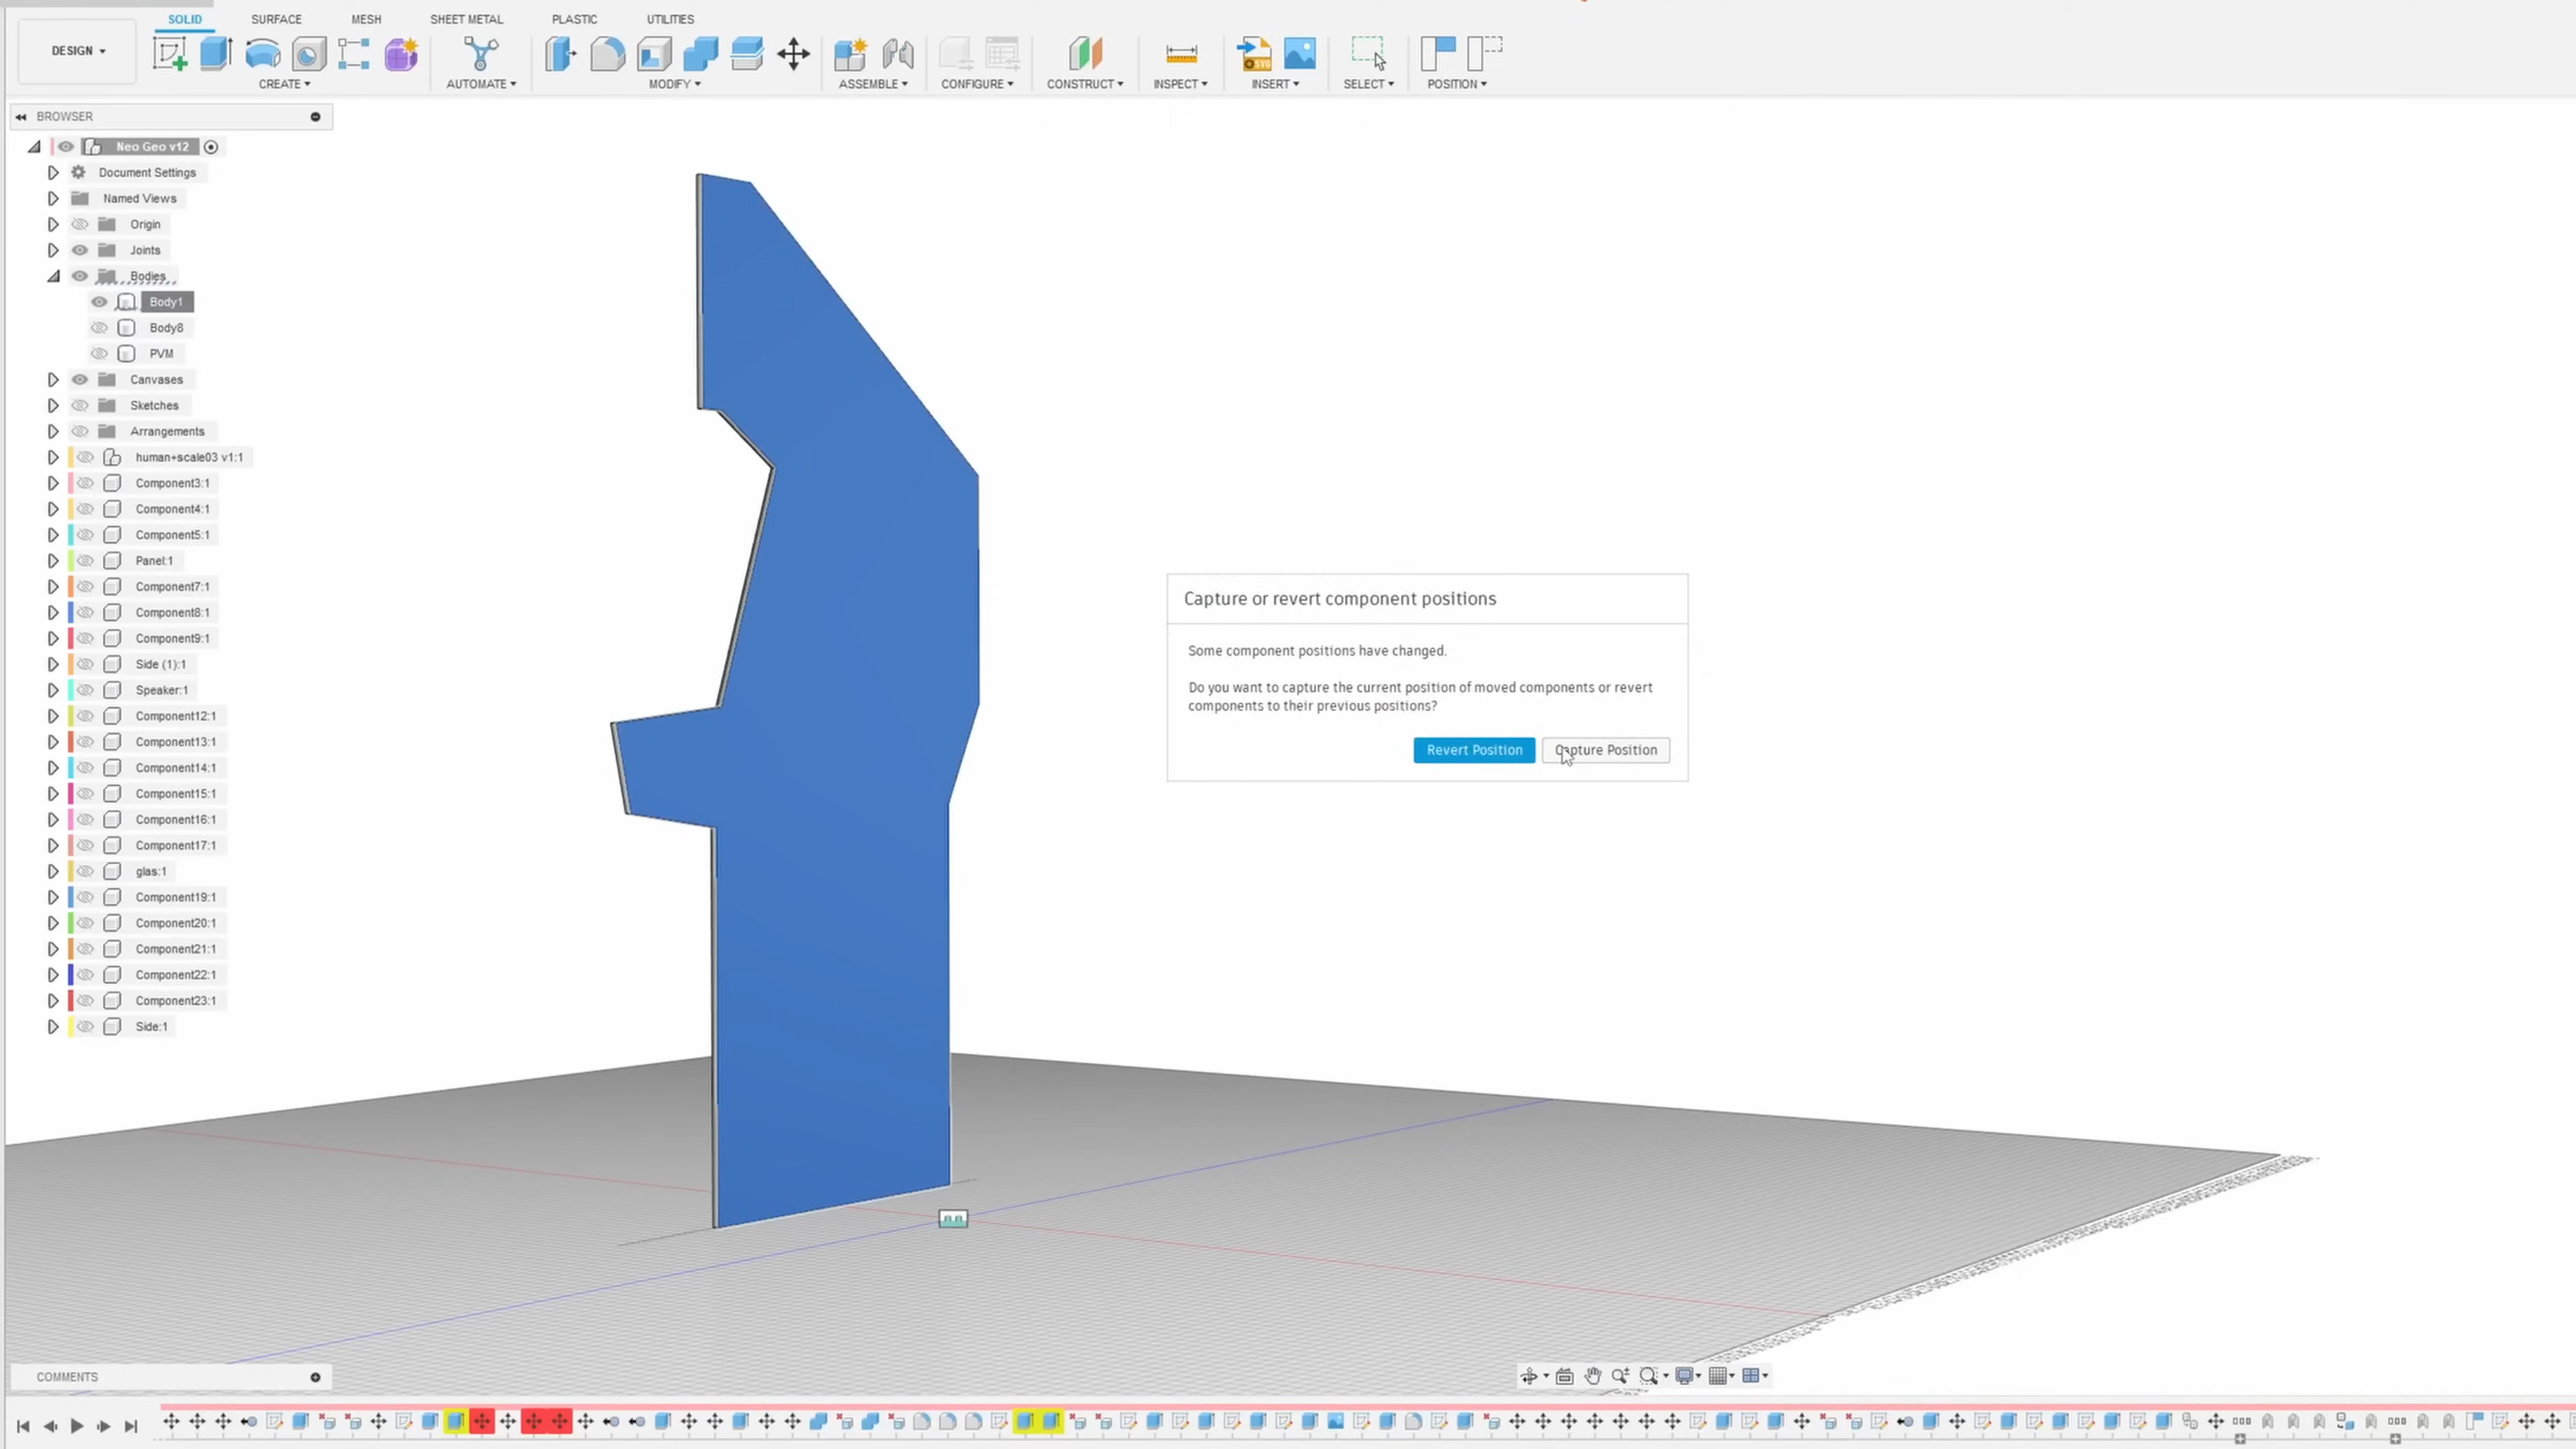 SOLID SURFACE MESH SHEET METAL PLASTIC UTILITIES
DESIGN
CREATE AUTOMATE MODIFY ASSEMBLE CONFIGURE CONSTRUCT INSPECT INSERT SELECT POSITION
BROWSER
Neo Geo v12
Document Settings
Named Views
Origin
Joints
Bodies
Body1
Body8
PVM
Canvases
Sketches
Arrangements
human+scale03 v1:1
Component3:1
Component4:1
Component5:1
Panel:1
Component7:1
Component8:1
Component9:1
Side (1):1
Speaker:1
Component12:1
Component13:1
Component14:1
Component15:1
Component16:1
Component17:1
glas:1
Component19:1
Component20:1
Component21:1
Component22:1
Component23:1
Side:1
Capture or revert component positions
Some component positions have changed.
Do you want to capture the current position of moved components or revert
components to their previous positions?
Revert Position Capture Position
COMMENTS